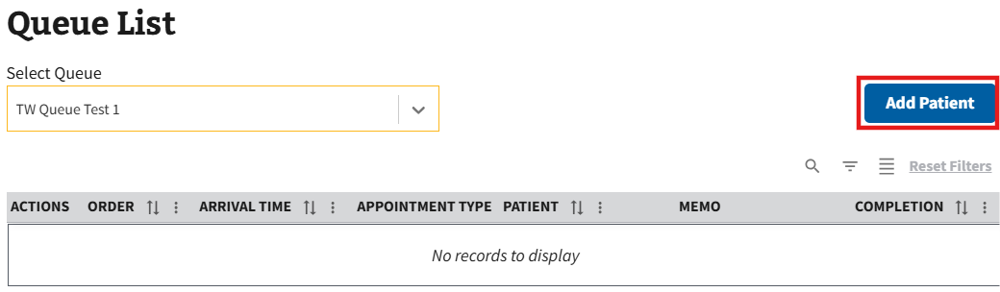 Queue List
Select Queue
TW Queue Test 1
Add Patient
Reset Filters
ACTIONS ORDER ARRIVAL TIME APPOINTMENT TYPE PATIENT MEMO COMPLETION
No records to display